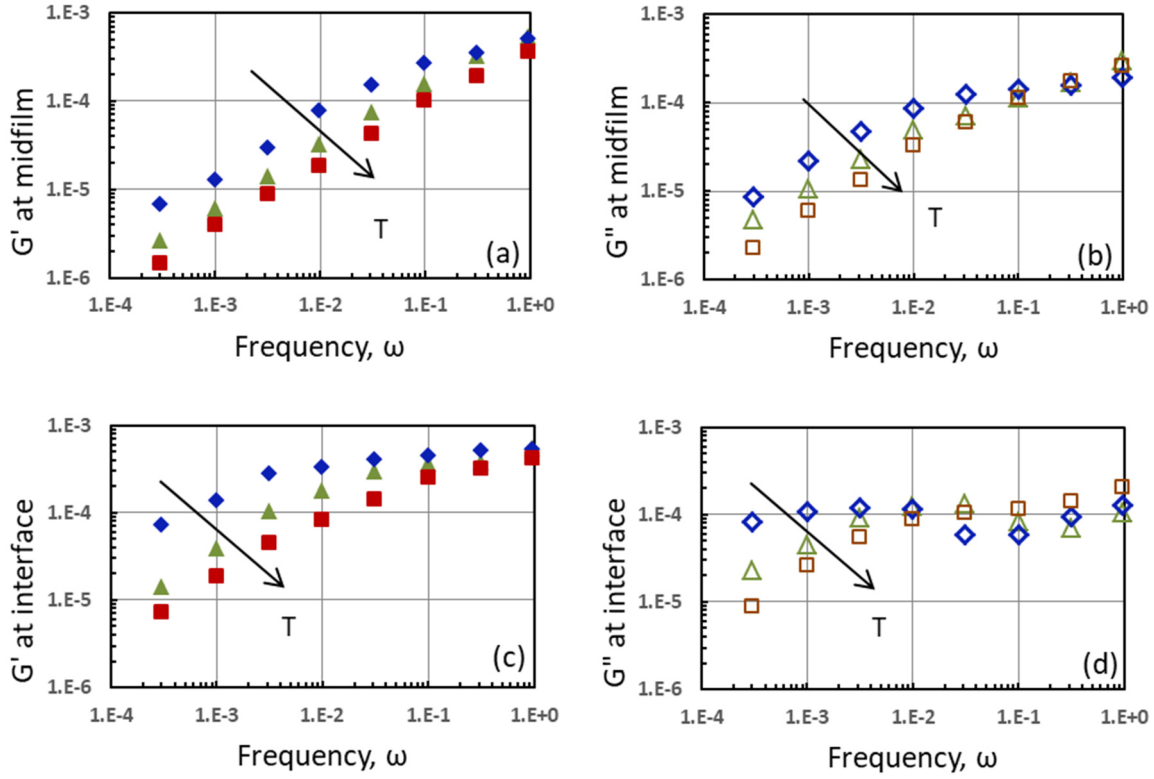 1.E-3
1.E-4
1.E-5
1.E-6
G' at midfilm
T
(a)
1.E-4 1.E-3 1.E-2 1.E-1 1.E+0
Frequency, ω
1.E-3
1.E-4
1.E-5
1.E-6
G" at midfilm
T
(b)
1.E-4 1.E-3 1.E-2 1.E-1 1.E+0
Frequency, ω
1.E-3
1.E-4
1.E-5
1.E-6
G' at interface
T
(c)
1.E-4 1.E-3 1.E-2 1.E-1 1.E+0
Frequency, ω
1.E-3
1.E-4
1.E-5
1.E-6
G" at interface
T
(d)
1.E-4 1.E-3 1.E-2 1.E-1 1.E+0
Frequency, ω